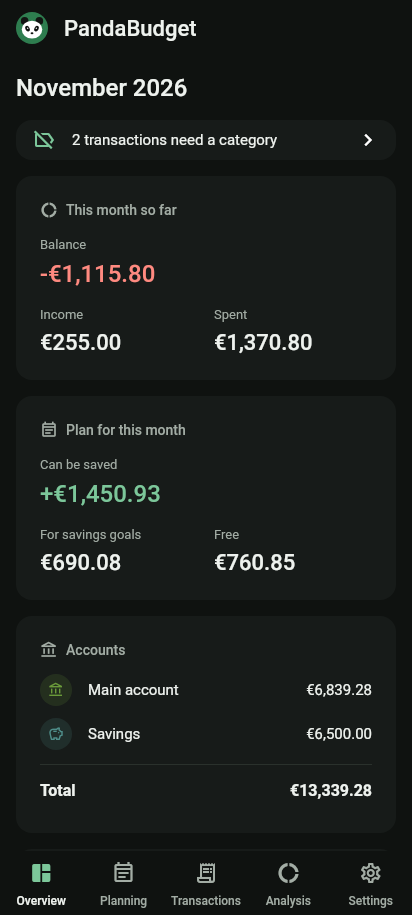 PandaBudget
November 2026
2 transactions need a category
This month so far
Balance
-€1,115.80
Income Spent
€255.00 €1,370.80
Plan for this month
Can be saved
+€1,450.93
For savings goals Free
€690.08 €760.85
Accounts
Main account €6,839.28
Savings €6,500.00
Total €13,339.28
Overview Planning Transactions Analysis Settings